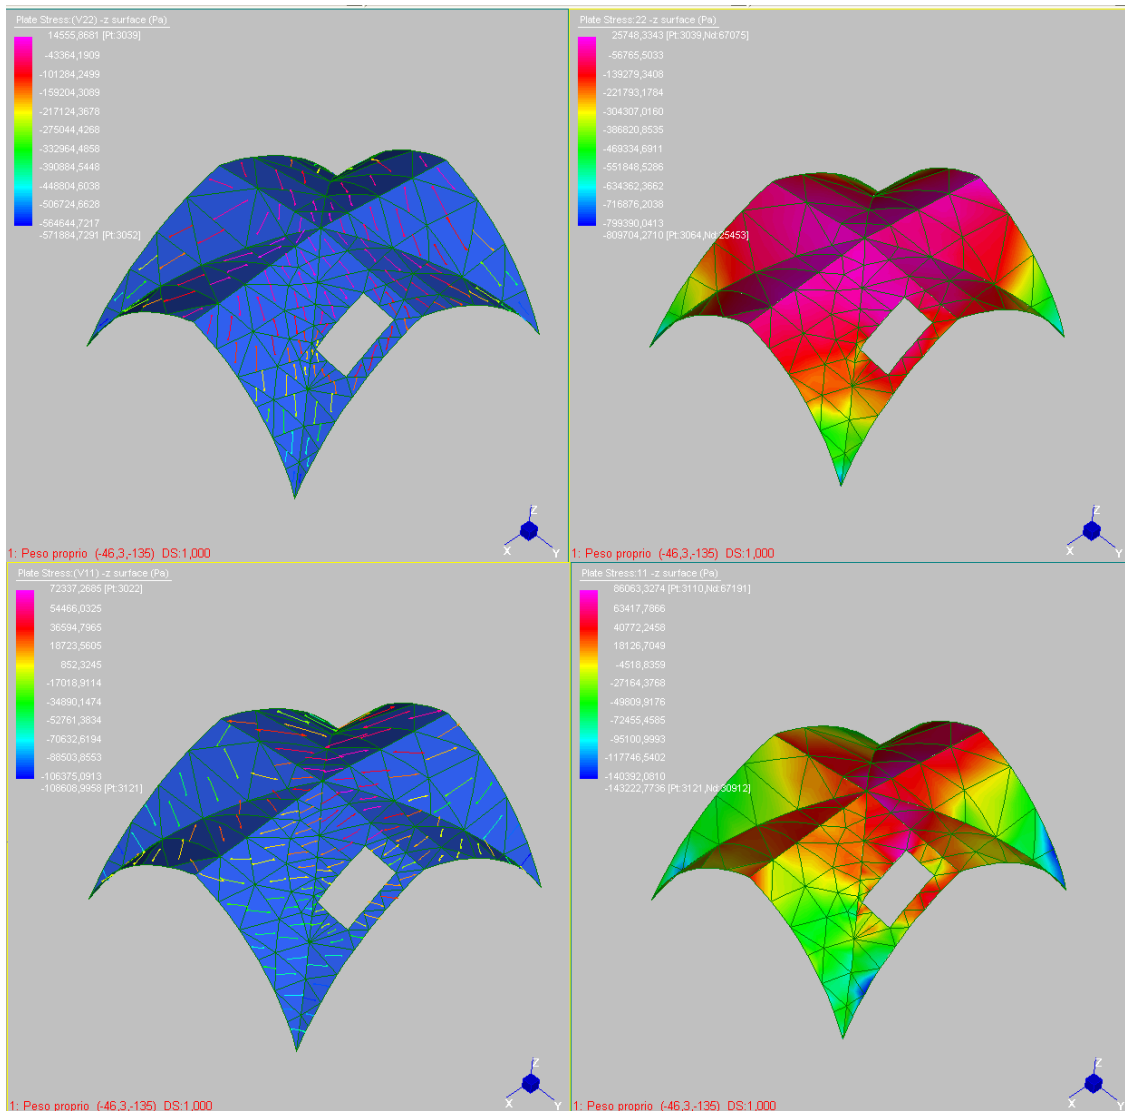 Plate Stress:(V22) -z surface (Pa)
14555,8681 [Pt:3039]
-43364,1909
-101284,2499
-159204,3089
-217124,3678
-275044,4268
-332964,4858
-390884,5448
-448804,6038
-506724,6628
-564644,7217
-571884,7291 [Pt:3052]
Z
X
Y
1: Peso proprio (-46,3,-135) DS:1,000
Plate Stress:22 -z surface (Pa)
25748,3343 [Pt:3039,Nd:67075]
-56765,5033
-139279,3408
-221793,1784
-304307,0160
-386820,8535
-469334,6911
-551848,5286
-634362,3662
-716876,2038
-799390,0413
-809704,2710 [Pt:3064,Nd:25453]
Z
X
Y
1: Peso proprio (-46,3,-135) DS:1,000
Plate Stress:(V11) -z surface (Pa)
72337,2685 [Pt:3022]
54466,0325
36594,7965
18723,5605
852,3245
-17018,9114
-34890,1474
-52761,3834
-70632,6194
-88503,8553
-106375,0913
-108608,9958 [Pt:3121]
Z
X
Y
1: Peso proprio (-46,3,-135) DS:1,000
Plate Stress:11 -z surface (Pa)
86063,3274 [Pt:3110,Nd:67191]
63417,7866
40772,2458
18126,7049
-4518,8359
-27164,3768
-49809,9176
-72455,4585
-95100,9993
-117746,5402
-140392,0810
-143222,7736 [Pt:3121,Nd:30912]
Z
X
Y
1: Peso proprio (-46,3,-135) DS:1,000